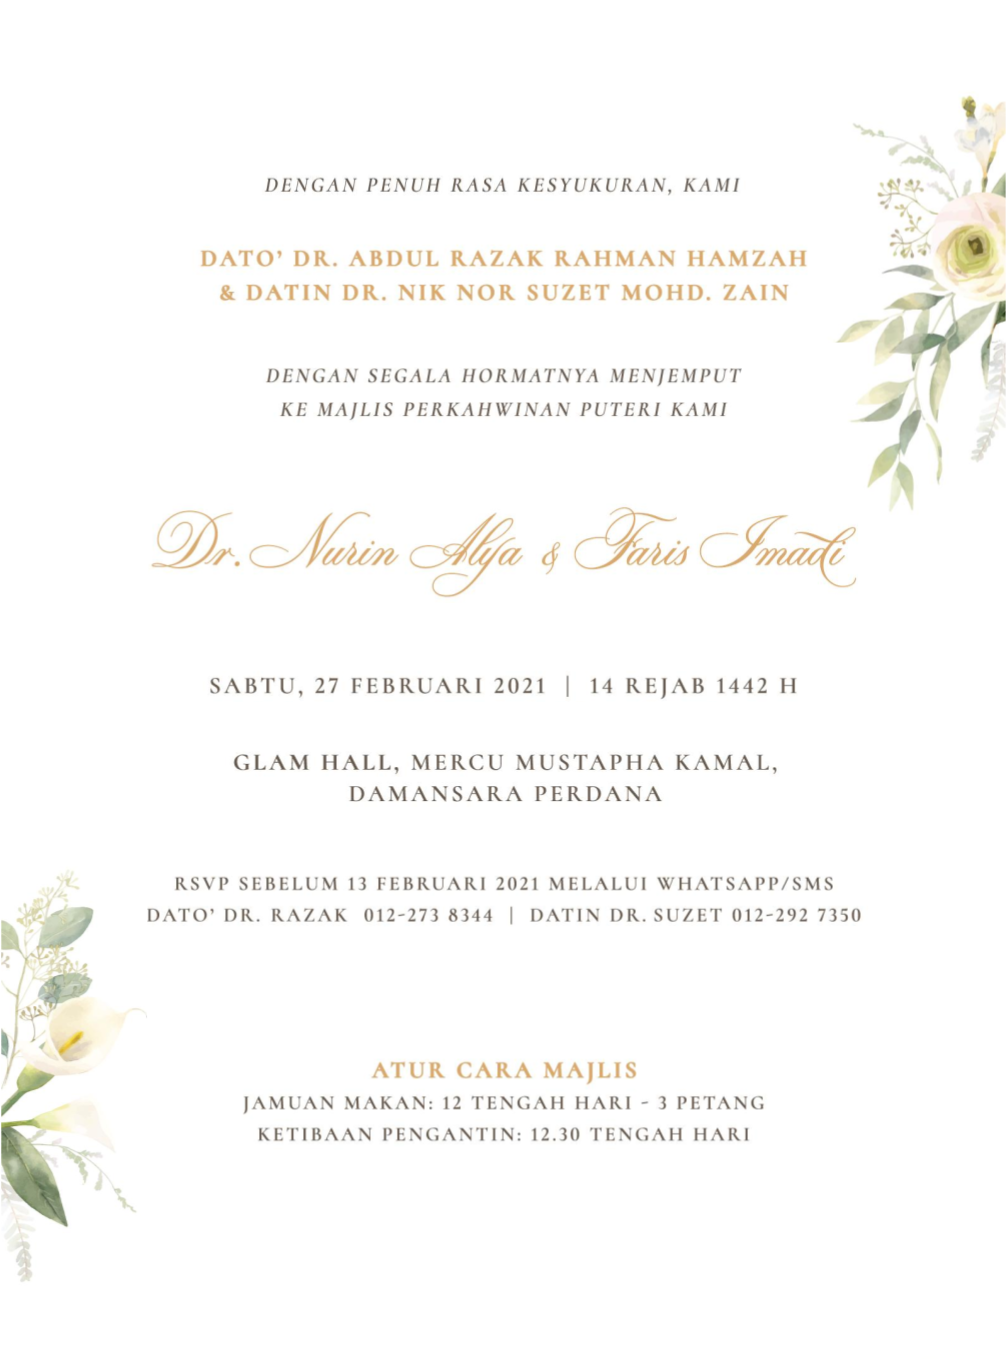 DENGAN PENUH RASA KESYUKURAN, KAMI
DATO' DR. ABDUL RAZAK RAHMAN HAMZAH
& DATIN DR. NIK NOR SUZET MOHD. ZAIN
DENGAN SEGALA HORMATNYA MENJEMPUT
KE MAJLIS PERKAHWINAN PUTERI KAMI
Dr. Nurin Alya & Faris Imadi
SABTU, 27 FEBRUARI 2021 | 14 REJAB 1442 H
GLAM HALL, MERCU MUSTAPHA KAMAL,
DAMANSARA PERDANA
RSVP SEBELUM 13 FEBRUARI 2021 MELALUI WHATSAPP/SMS
DATO' DR. RAZAK 012-273 8344 | DATIN DR. SUZET 012-292 7350
ATUR CARA MAJLIS
JAMUAN MAKAN: 12 TENGAH HARI - 3 PETANG
KETIBAAN PENGANTIN: 12.30 TENGAH HARI